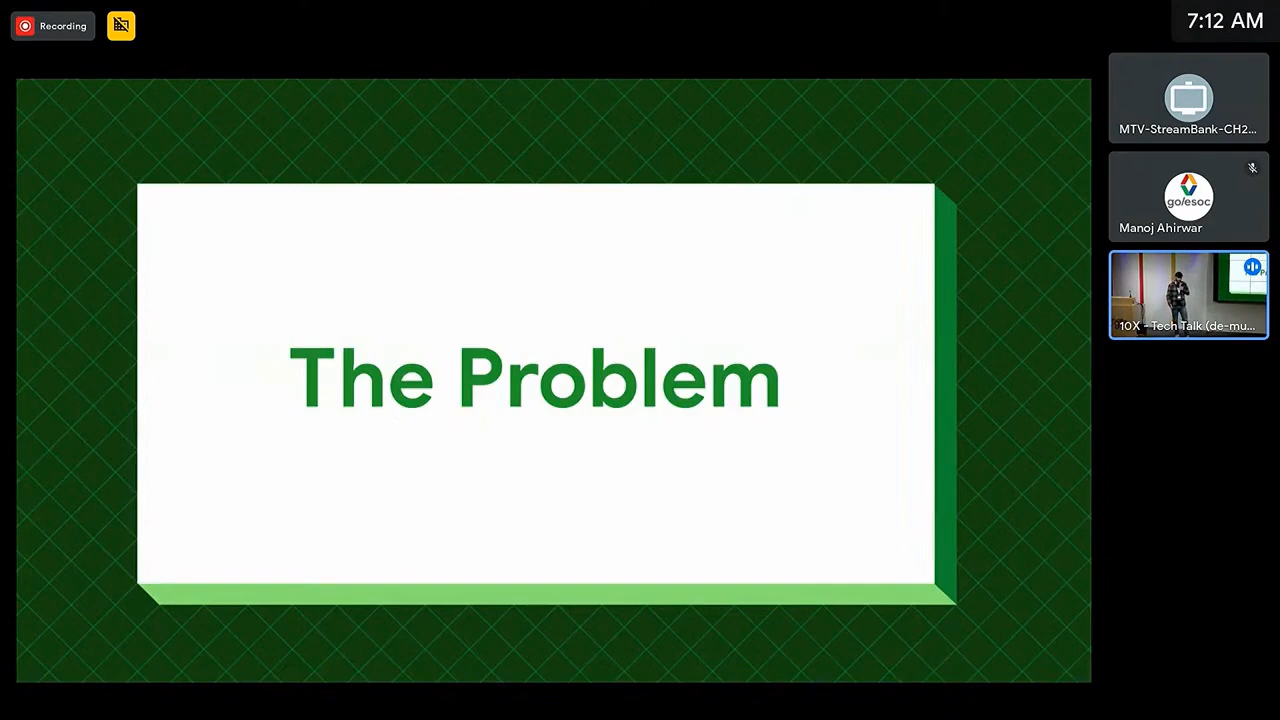 Recording
7:12 AM
MTV-StreamBank-CH2...
go/esoc
Manoj Ahirwar
The Problem
10X - Tech Talk (de-mu...